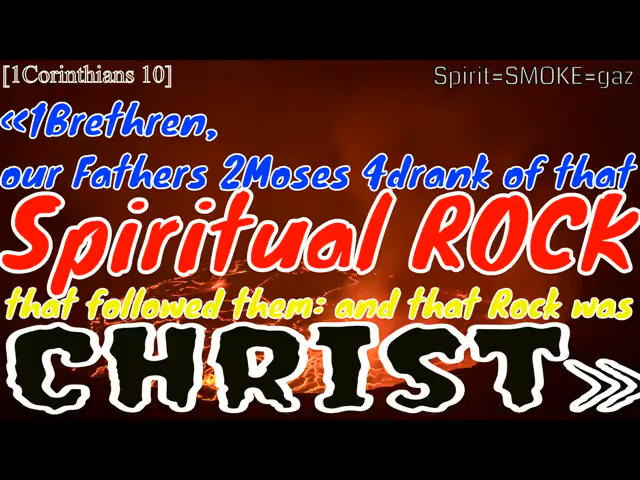 [1Corinthians 10]
Spirit=SMOKE=gaz
«1Brethren,
our Fathers 2Moses 4drank of that
Spiritual ROCK
that followed them: and that Rock was
CHRIST»